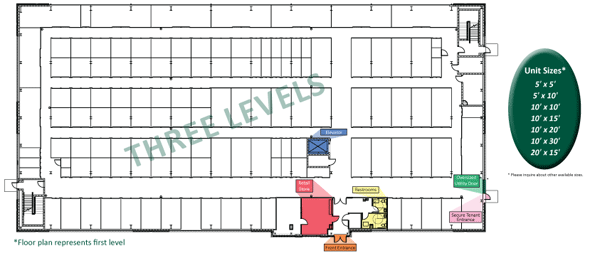 THREE LEVELS
Elevator
Retail
Store
Restrooms
Oversized
Utility Door
Secure Tenant
Entrance
Front Entrance
*Floor plan represents first level
Unit Sizes*
5' x 5'
5' x 10'
10' x 10'
10' x 15'
10' x 20'
10' x 30'
20' x 15'
* Please inquire about other available sizes.